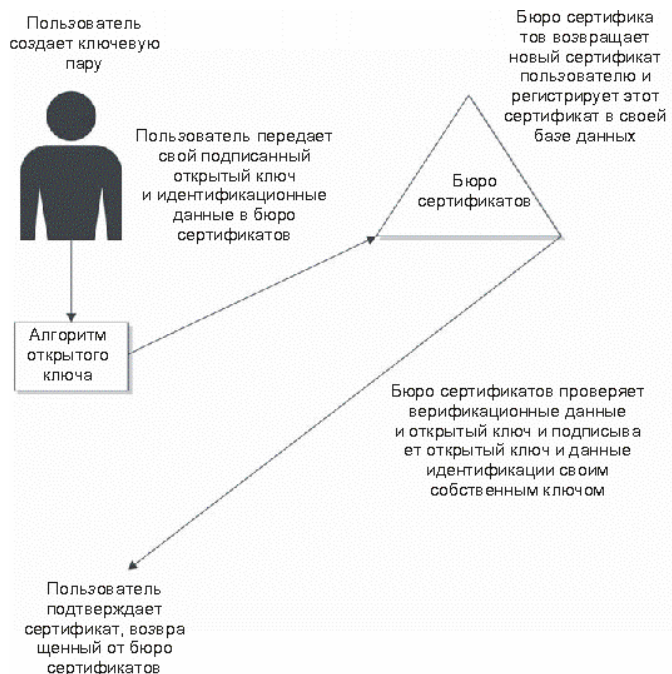 Пользователь
создает ключевую
пару
Пользователь передает
свой подписанный
открытый ключ
и идентификационные
данные в бюро
сертификатов
Бюро сертифика
тов возвращает
новый сертификат
пользователю и
регистрирует этот
сертификат в своей
базе данных
Бюро
сертификатов
Алгоритм
открытого
ключа
Бюро сертификатов проверяет
верификационные данные
и открытый ключ и подписыва
ет открытый ключ и данные
идентификации своим
собственным ключом
Пользователь
подтверждает
сертификат, возвра
щенный от бюро
сертификатов